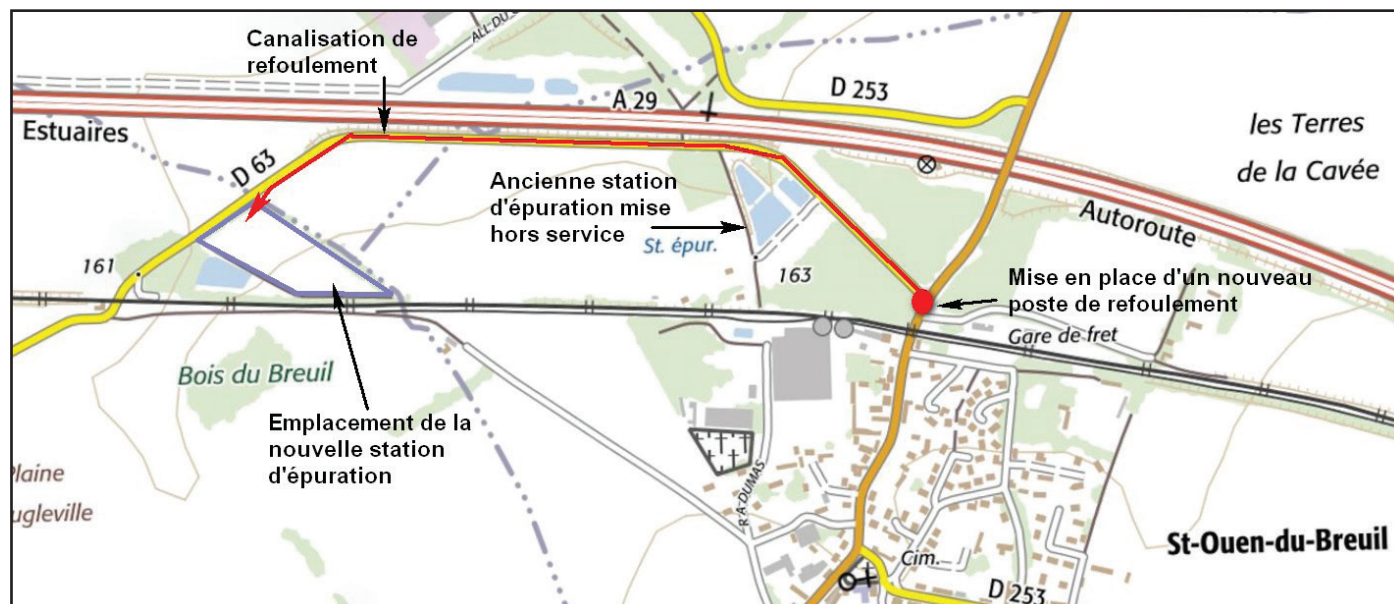 Canalisation de
refoulement
A 29
D 253
Estuaires
D 63
les Terres
de la Cavée
Ancienne station
d'épuration mise
hors service
St. épur.
Autoroute
161
163
Mise en place d'un nouveau
poste de refoulement
Gare de fret
Bois du Breuil
Emplacement de la
nouvelle station
d'épuration
Plaine
ugleville
R A DUMAS
St-Ouen-du-Breuil
Cim.
D 253